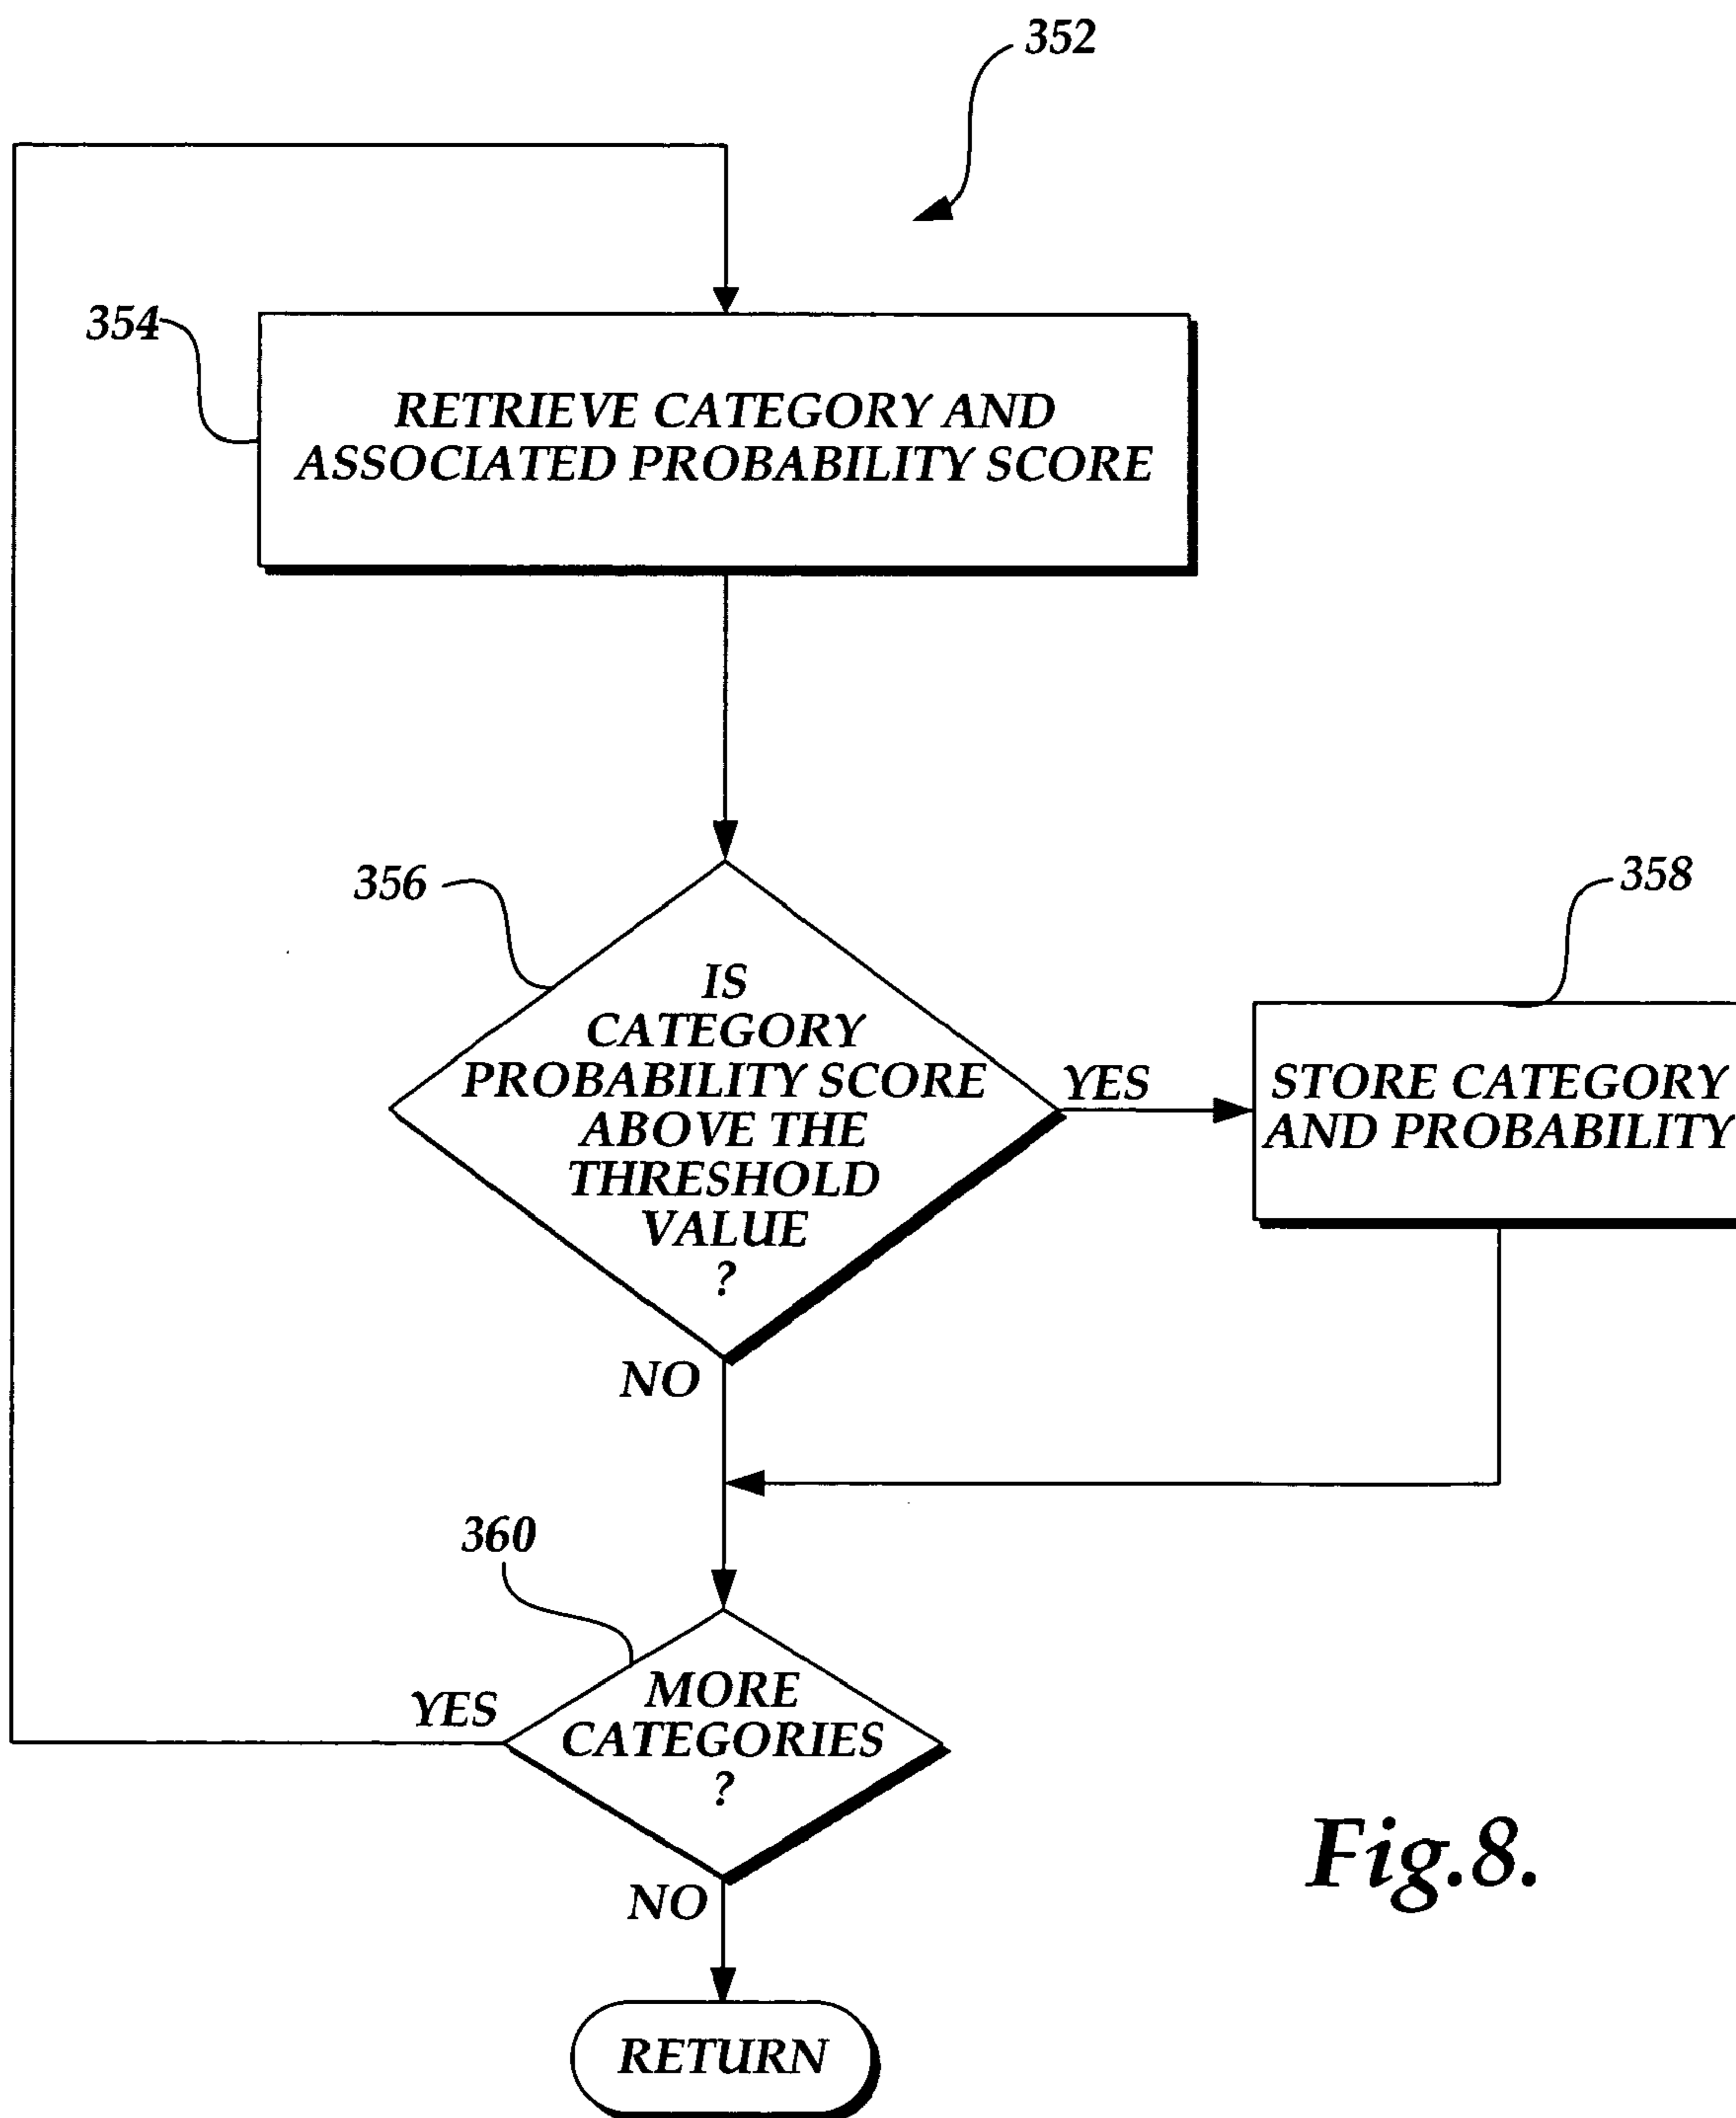 352
354
RETRIEVE CATEGORY AND
ASSOCIATED PROBABILITY SCORE
356
IS
CATEGORY
PROBABILITY SCORE
ABOVE THE
THRESHOLD
VALUE
?
YES
358
STORE CATEGORY
AND PROBABILITY
NO
360
MORE
CATEGORIES
?
YES
NO
RETURN
Fig.8.